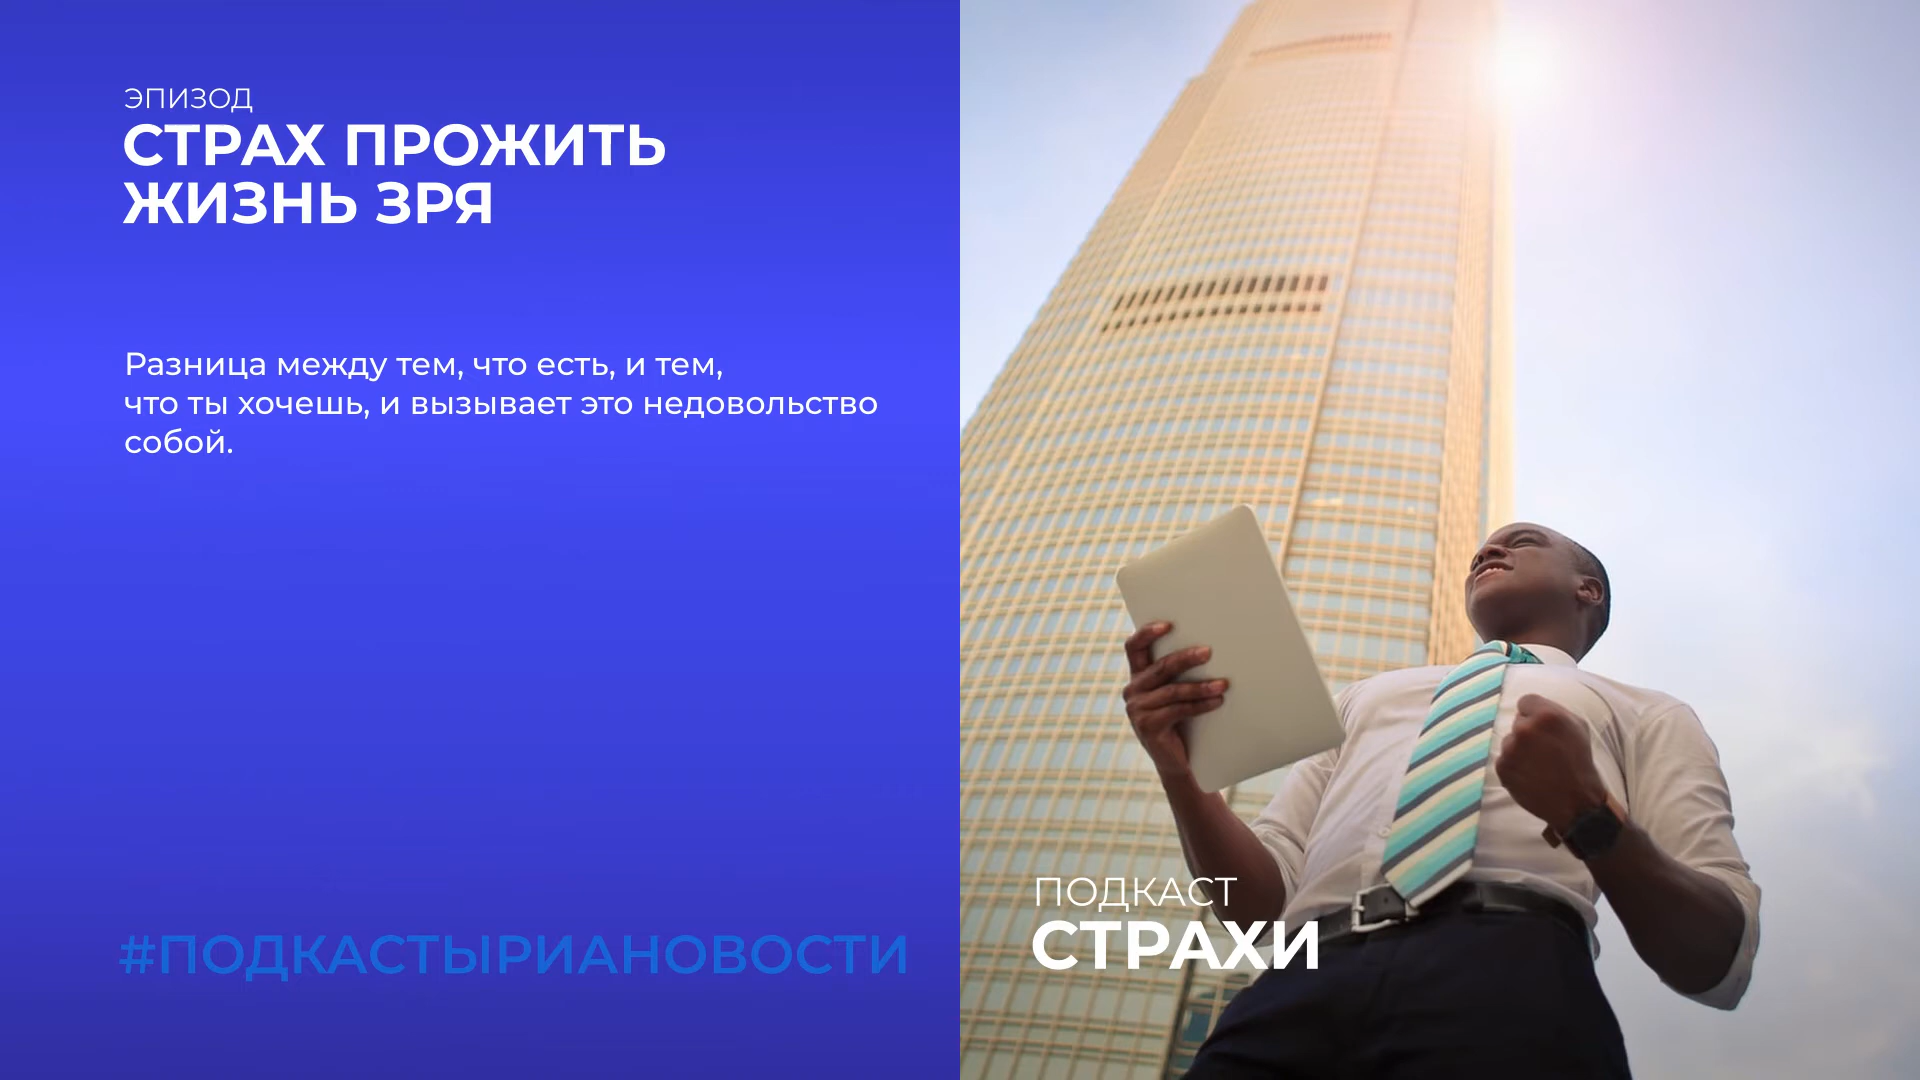 ЭПИЗОД
СТРАХ ПРОЖИТЬ
ЖИЗНЬ ЗРЯ
Разница между тем, что есть, и тем,
что ты хочешь, и вызывает это недовольство
собой.
#ПОДКАСТЫРИАНОВОСТИ
ПОДКАСТ
СТРАХИ